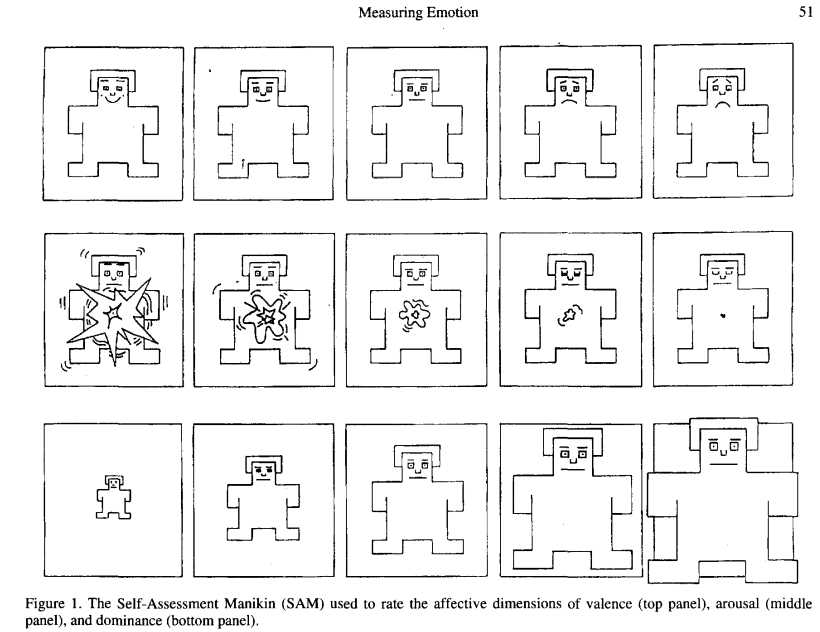 Measuring Emotion
51
Figure 1. The Self-Assessment Manikin (SAM) used to rate the affective dimensions of valence (top panel), arousal (middle
panel), and dominance (bottom panel).